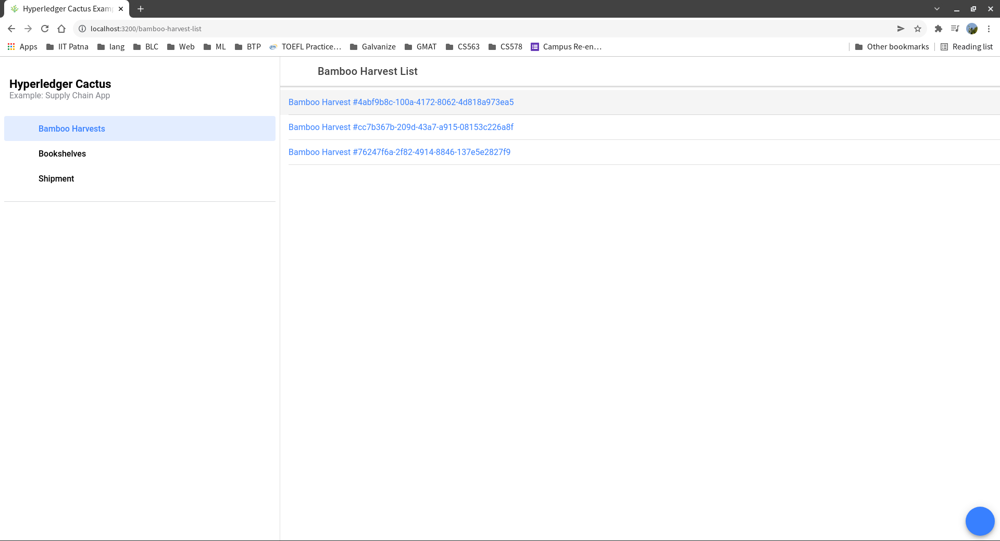 Hyperledger Cactus Exam
localhost:3200/bamboo-harvest-list
Apps IIT Patna lang BLC Web ML BTP TOEFL Practice… Galvanize GMAT CS563 CS578 Campus Re-en… Other bookmarks Reading list
Hyperledger Cactus
Example: Supply Chain App
Bamboo Harvests
Bookshelves
Shipment
Bamboo Harvest List
Bamboo Harvest #4abf9b8c-100a-4172-8062-4d818a973ea5
Bamboo Harvest #cc7b367b-209d-43a7-a915-08153c226a8f
Bamboo Harvest #76247f6a-2f82-4914-8846-137e5e2827f9